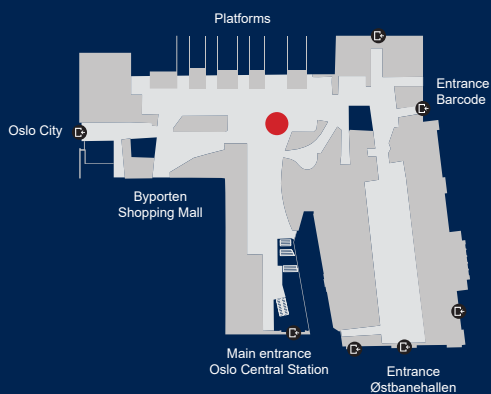 Platforms
Entrance
Barcode
Oslo City
Byporten
Shopping Mall
Main entrance
Oslo Central Station
Entrance
Østbanehallen